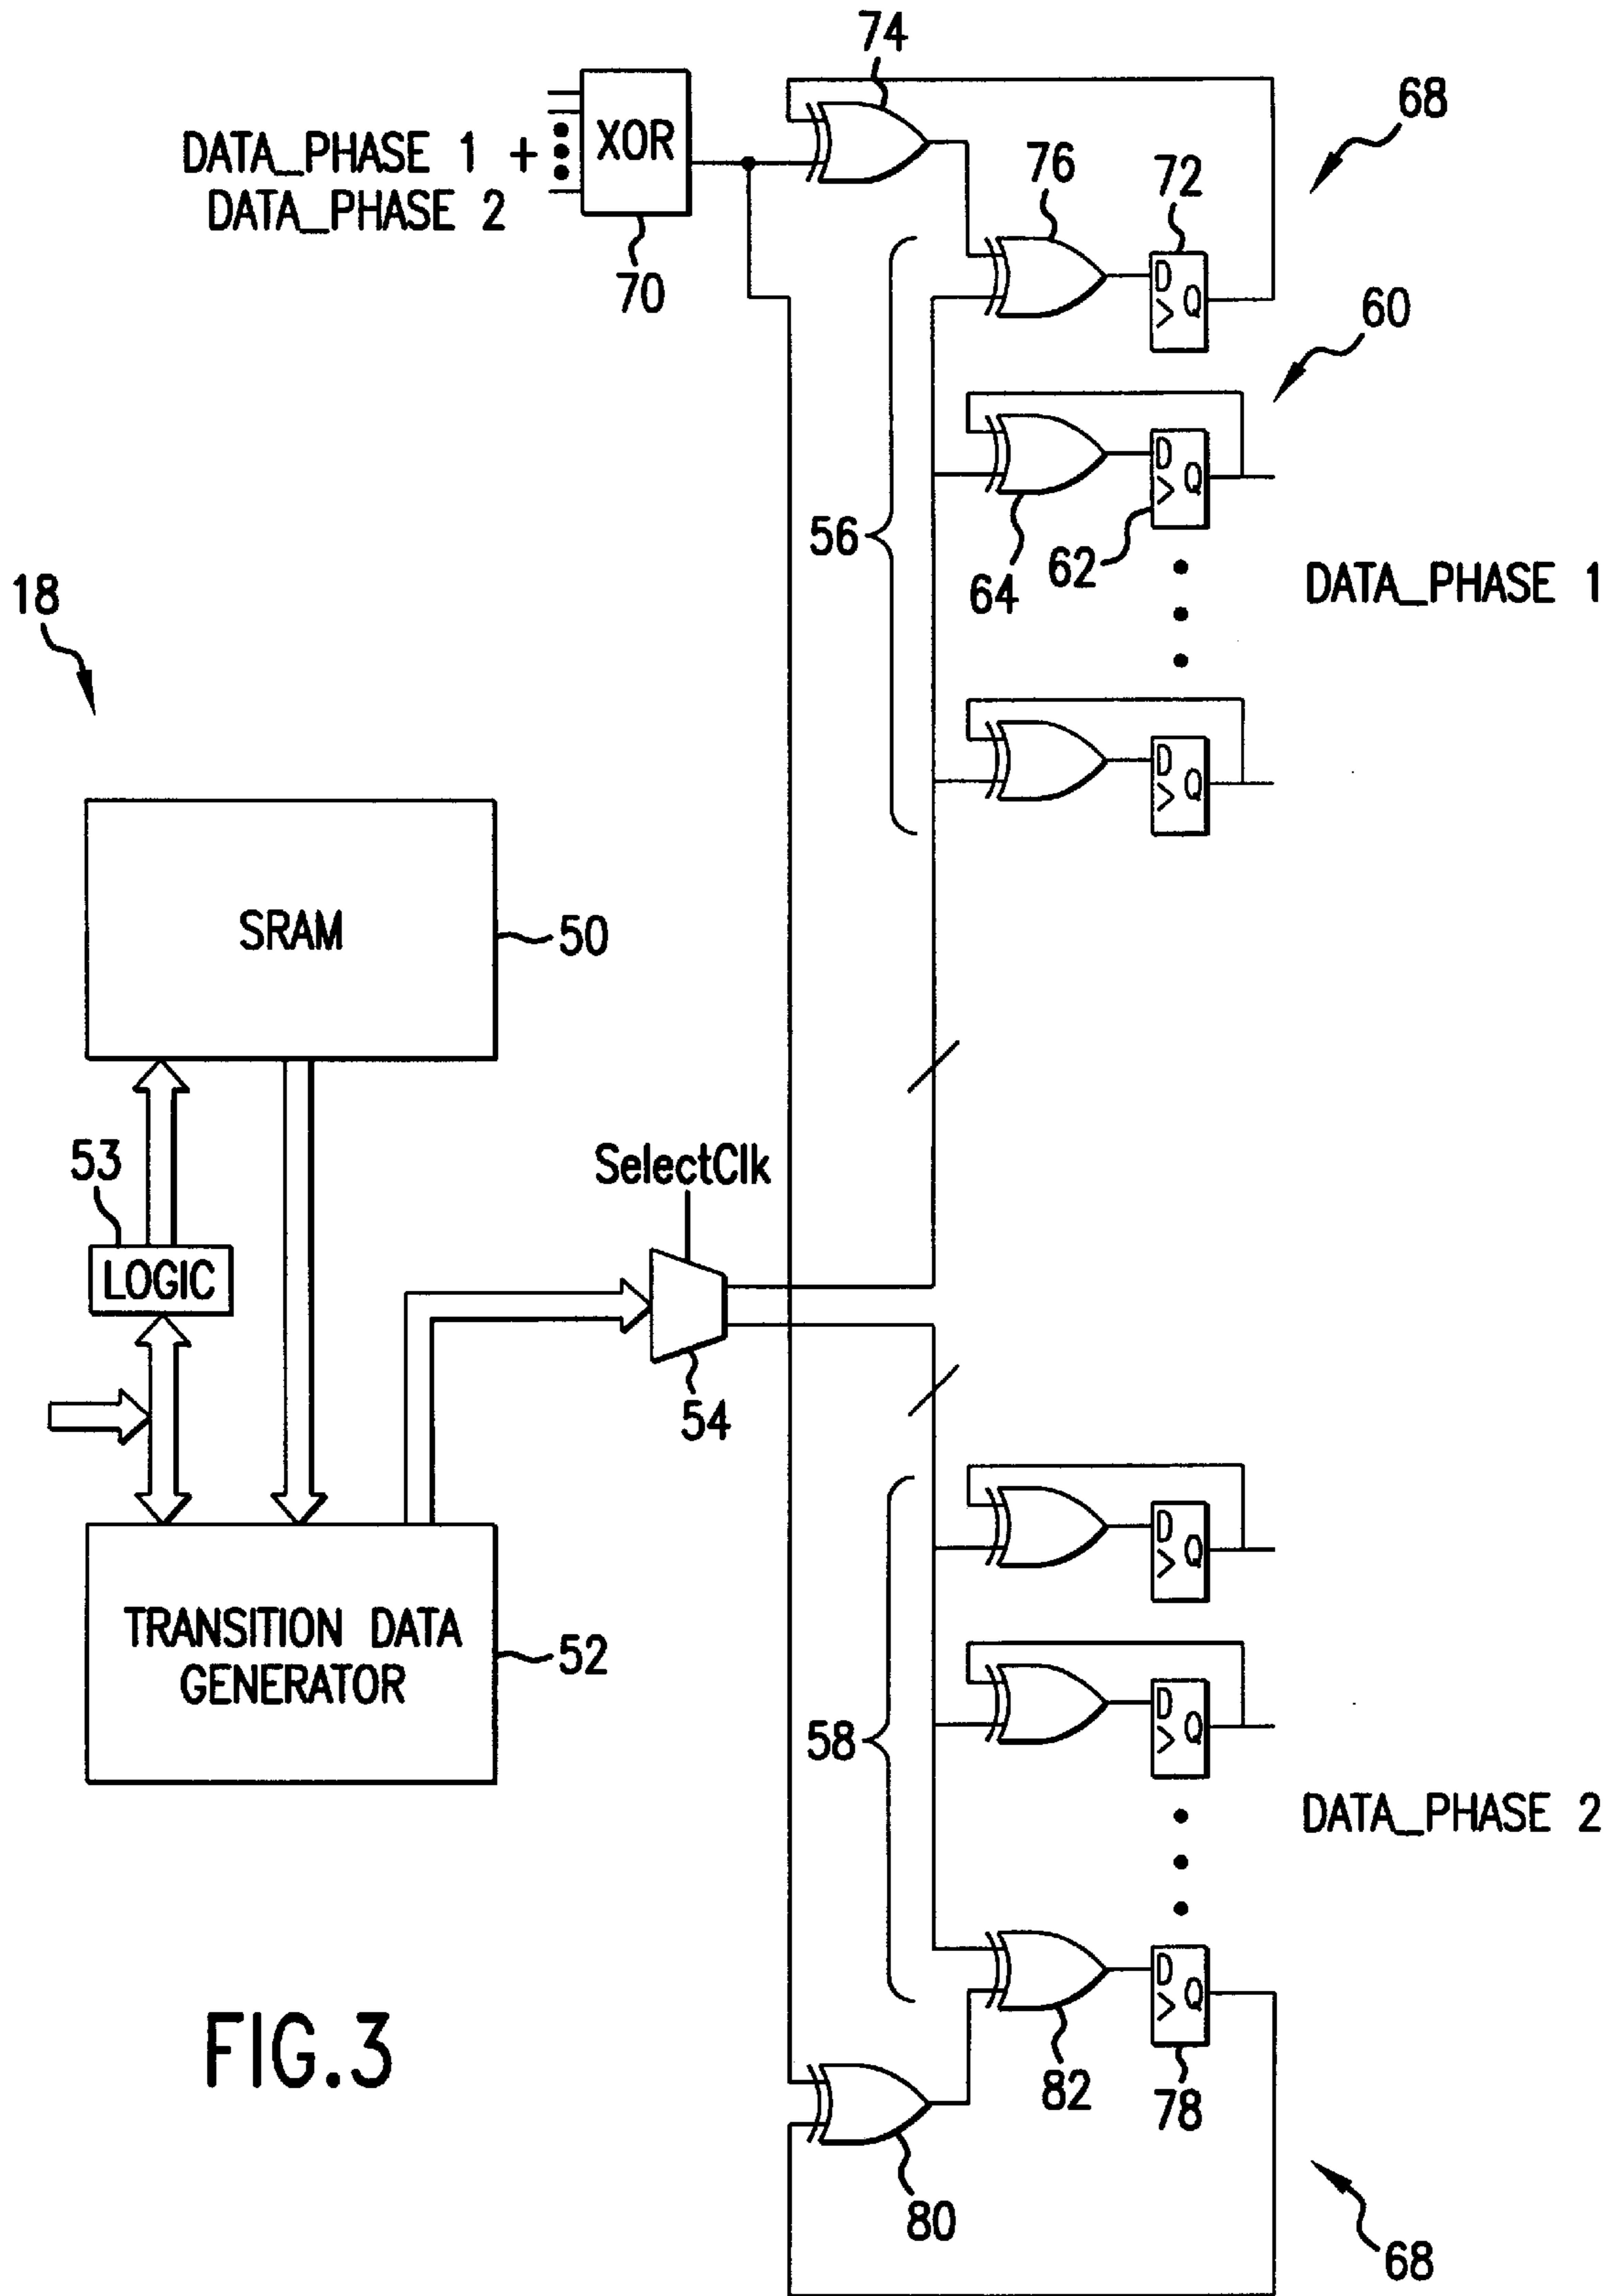 74
68
XOR
DATA_PHASE 1 +
DATA_PHASE 2
76
72
70
D
Q
60
D
Q
56
64
62
DATA_PHASE 1
18
D
Q
SRAM
50
53
SelectClk
LOGIC
54
D
Q
TRANSITION DATA
GENERATOR
52
58
D
Q
DATA_PHASE 2
D
Q
FIG.3
82
78
80
68